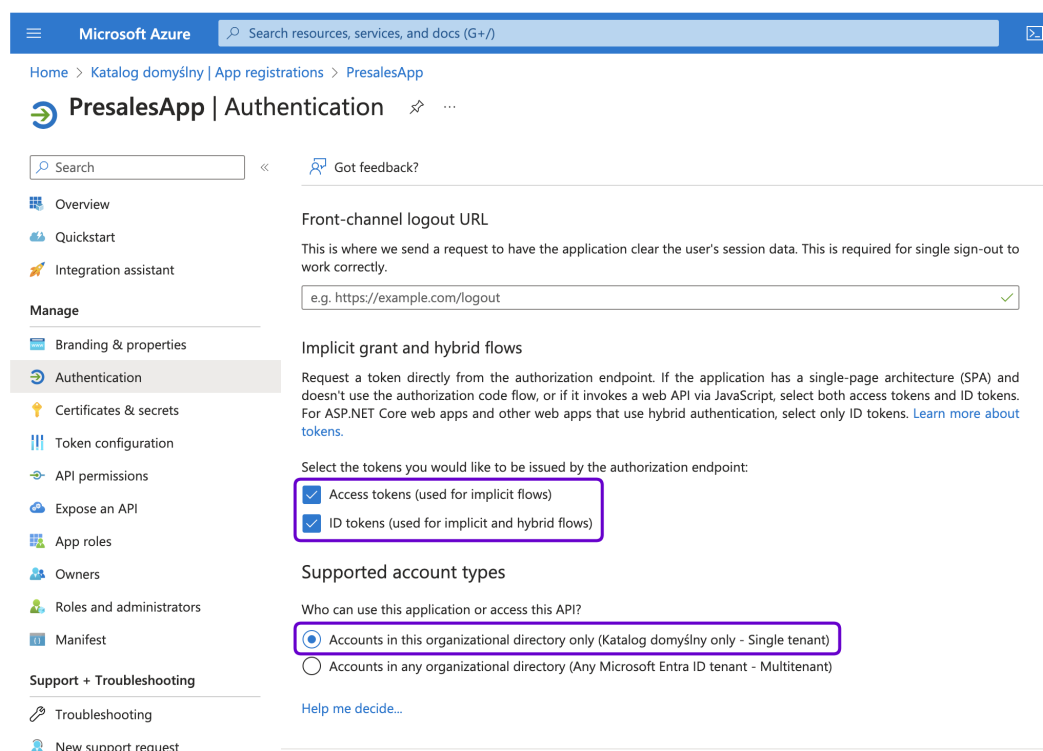 Microsoft Azure
Search resources, services, and docs (G+/)
Home > Katalog domyślny | App registrations > PresalesApp
PresalesApp | Authentication
Search
Got feedback?
Overview
Quickstart
Integration assistant
Manage
Branding & properties
Authentication
Certificates & secrets
Token configuration
API permissions
Expose an API
App roles
Owners
Roles and administrators
Manifest
Support + Troubleshooting
Troubleshooting
New support request
Front-channel logout URL
This is where we send a request to have the application clear the user's session data. This is required for single sign-out to
work correctly.
e.g. https://example.com/logout
Implicit grant and hybrid flows
Request a token directly from the authorization endpoint. If the application has a single-page architecture (SPA) and
doesn't use the authorization code flow, or if it invokes a web API via JavaScript, select both access tokens and ID tokens.
For ASP.NET Core web apps and other web apps that use hybrid authentication, select only ID tokens. Learn more about
tokens.
Select the tokens you would like to be issued by the authorization endpoint:
Access tokens (used for implicit flows)
ID tokens (used for implicit and hybrid flows)
Supported account types
Who can use this application or access this API?
Accounts in this organizational directory only (Katalog domyślny only - Single tenant)
Accounts in any organizational directory (Any Microsoft Entra ID tenant - Multitenant)
Help me decide...